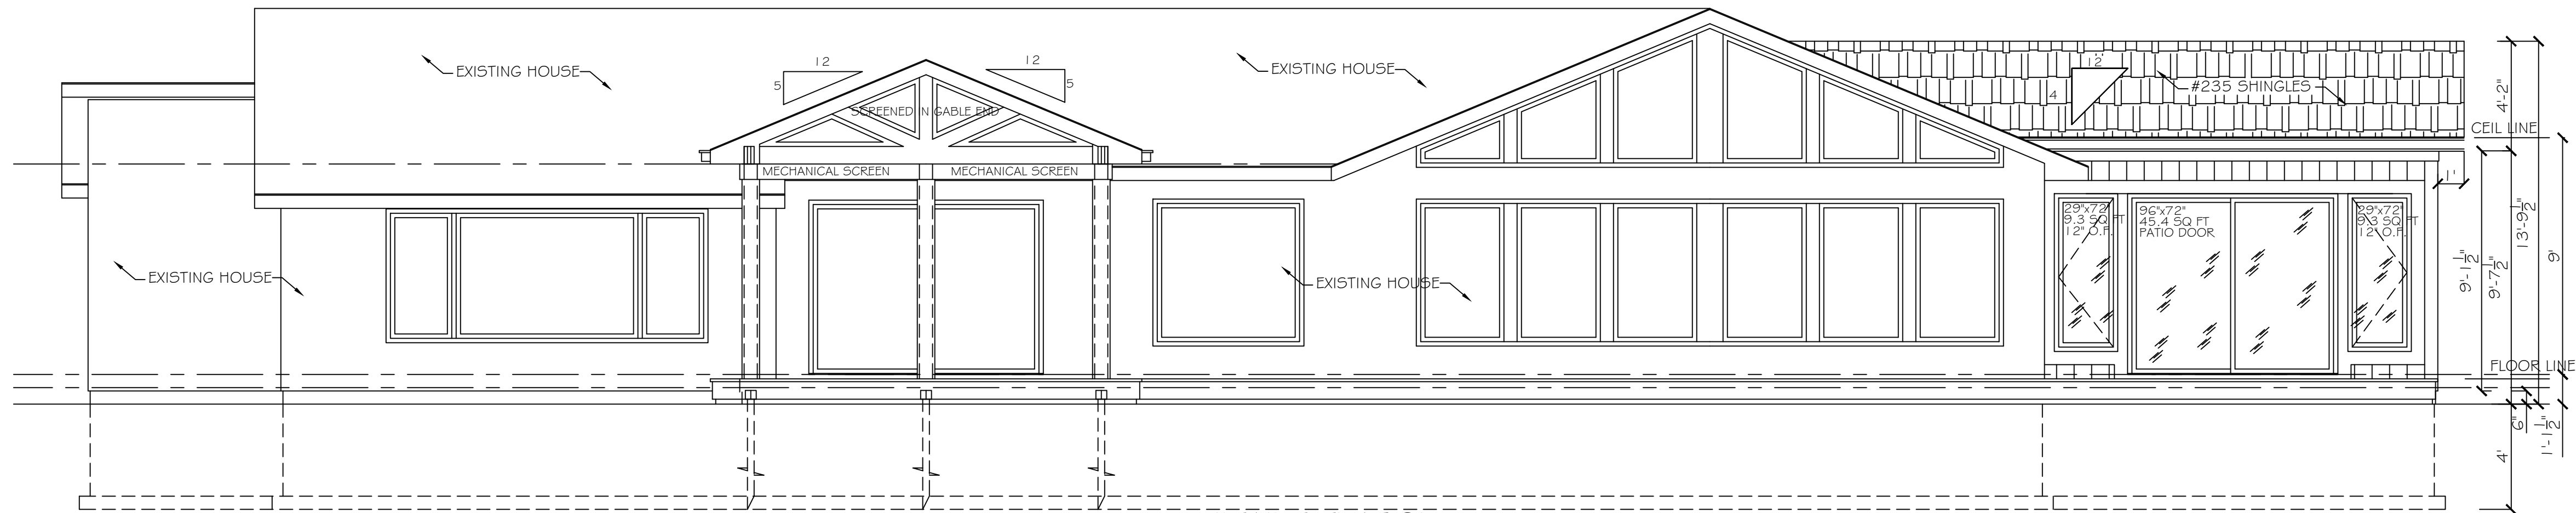 EXISTING HOUSE
12
5
12
5
SCREENED IN GABLE END
MECHANICAL SCREEN
MECHANICAL SCREEN
EXISTING HOUSE
12
4
#235 SHINGLES
CEIL LINE
4'-2"
1'
EXISTING HOUSE
EXISTING HOUSE
29"x72"
9.3 SQ FT
12" O.F.
96"x72"
45.4 SQ FT
PATIO DOOR
29"x72"
9.3 SQ FT
12" O.F.
9'-1 1/2"
9'-7 1/2"
13'-9 1/2"
9'
FLOOR LINE
6"
1'-1 1/2"
4'